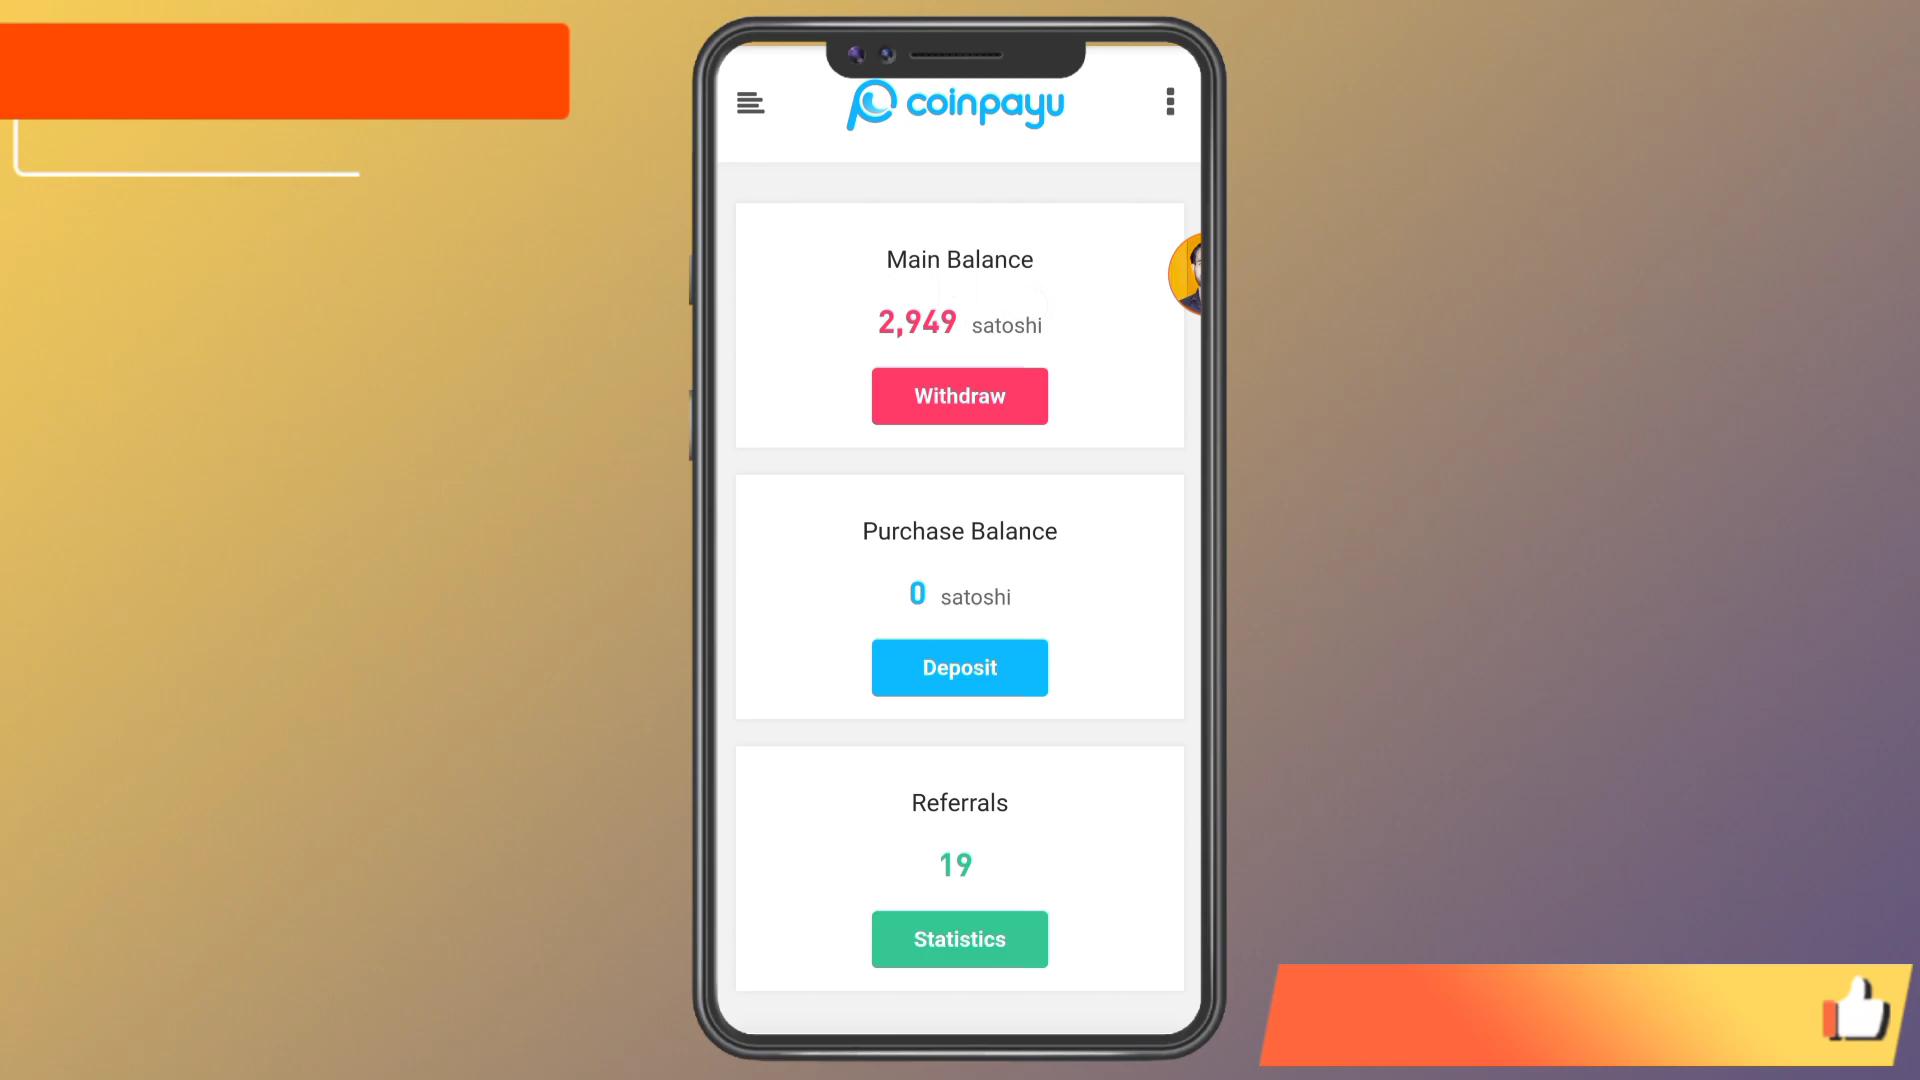 coinpayu
Main Balance
2,949 satoshi
Withdraw
Purchase Balance
0 satoshi
Deposit
Referrals
19
Statistics